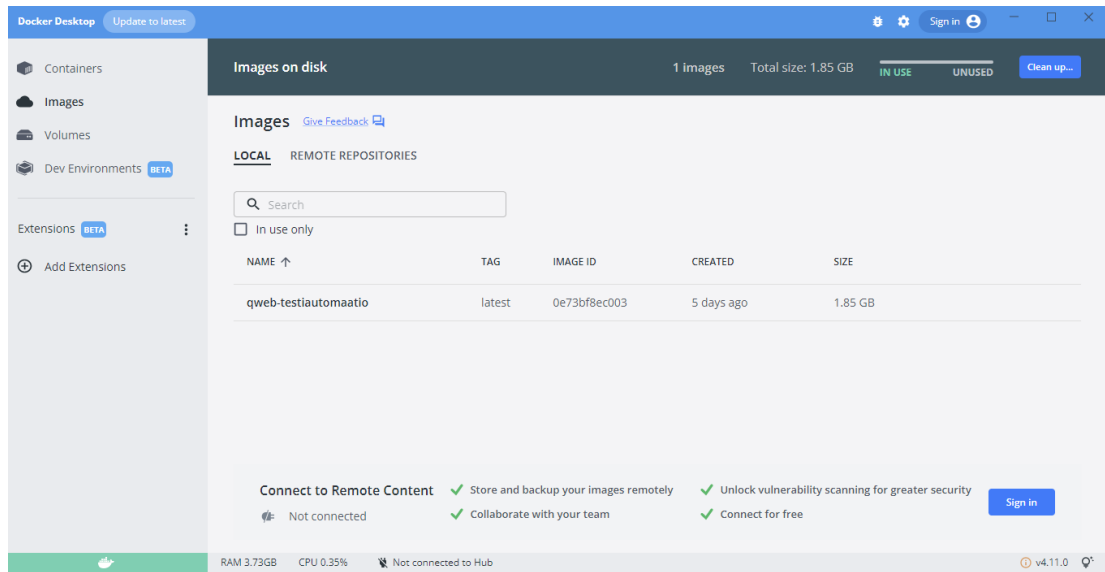 Docker Desktop Update to latest Sign in
Containers
Images
Volumes
Dev Environments BETA
Extensions BETA
Add Extensions
Images on disk 1 images Total size: 1.85 GB IN USE UNUSED Clean up...
Images Give Feedback
LOCAL REMOTE REPOSITORIES
Search
In use only
NAME TAG IMAGE ID CREATED SIZE
qweb-testiautomaatio latest 0e73bf8ec003 5 days ago 1.85 GB
Connect to Remote Content
Not connected
Store and backup your images remotely
Collaborate with your team
Unlock vulnerability scanning for greater security
Connect for free
Sign in
RAM 3.73GB CPU 0.35% Not connected to Hub v4.11.0